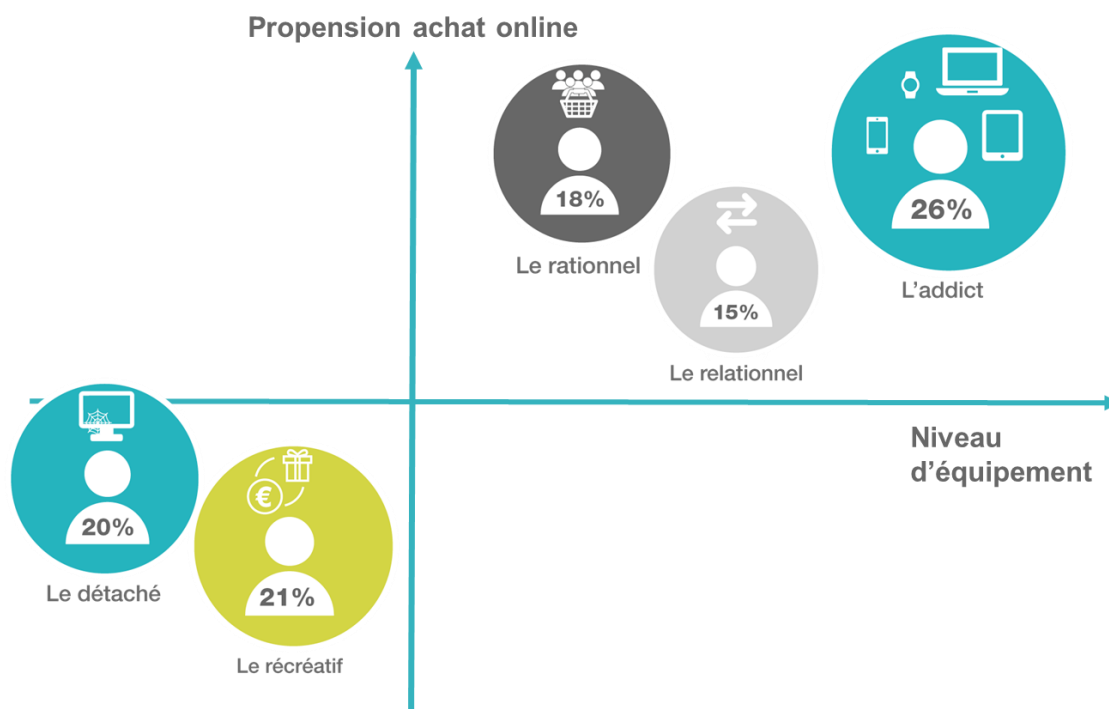 Propension achat online
18%
Le rationnel
15%
Le relationnel
26%
L'addict
Niveau
d'équipement
20%
Le détaché
€
21%
Le récréatif